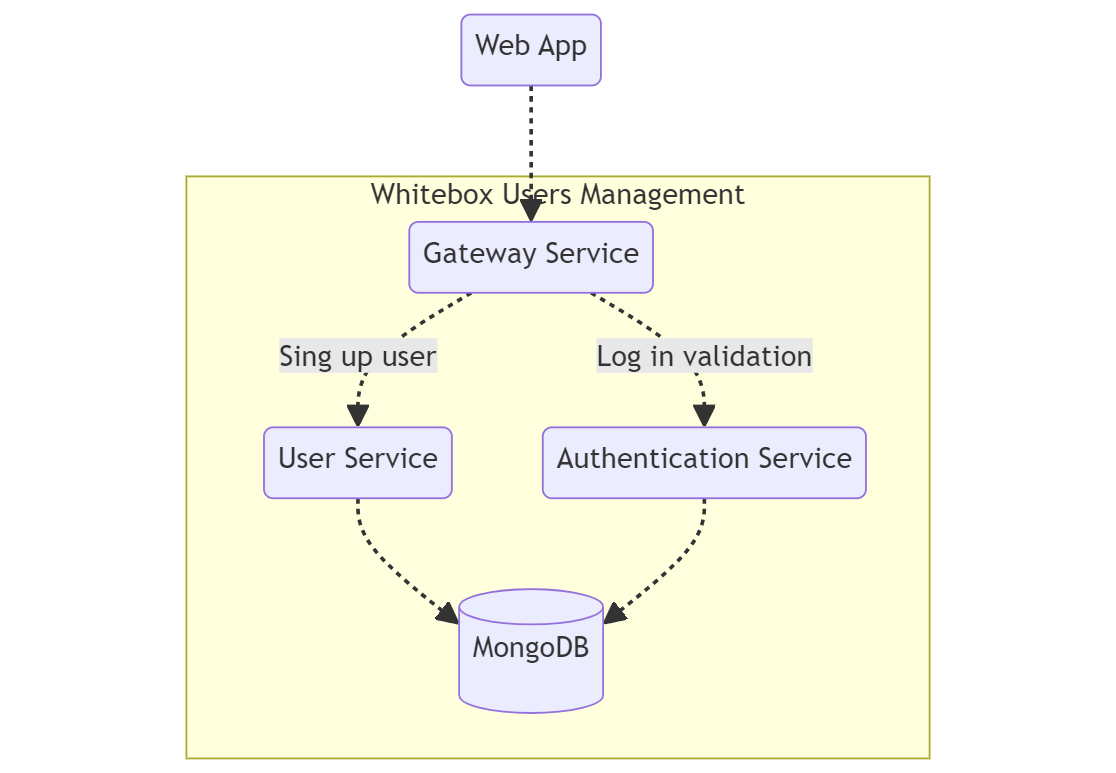 Web App
Whitebox Users Management
Gateway Service
Sing up user
Log in validation
User Service
Authentication Service
MongoDB